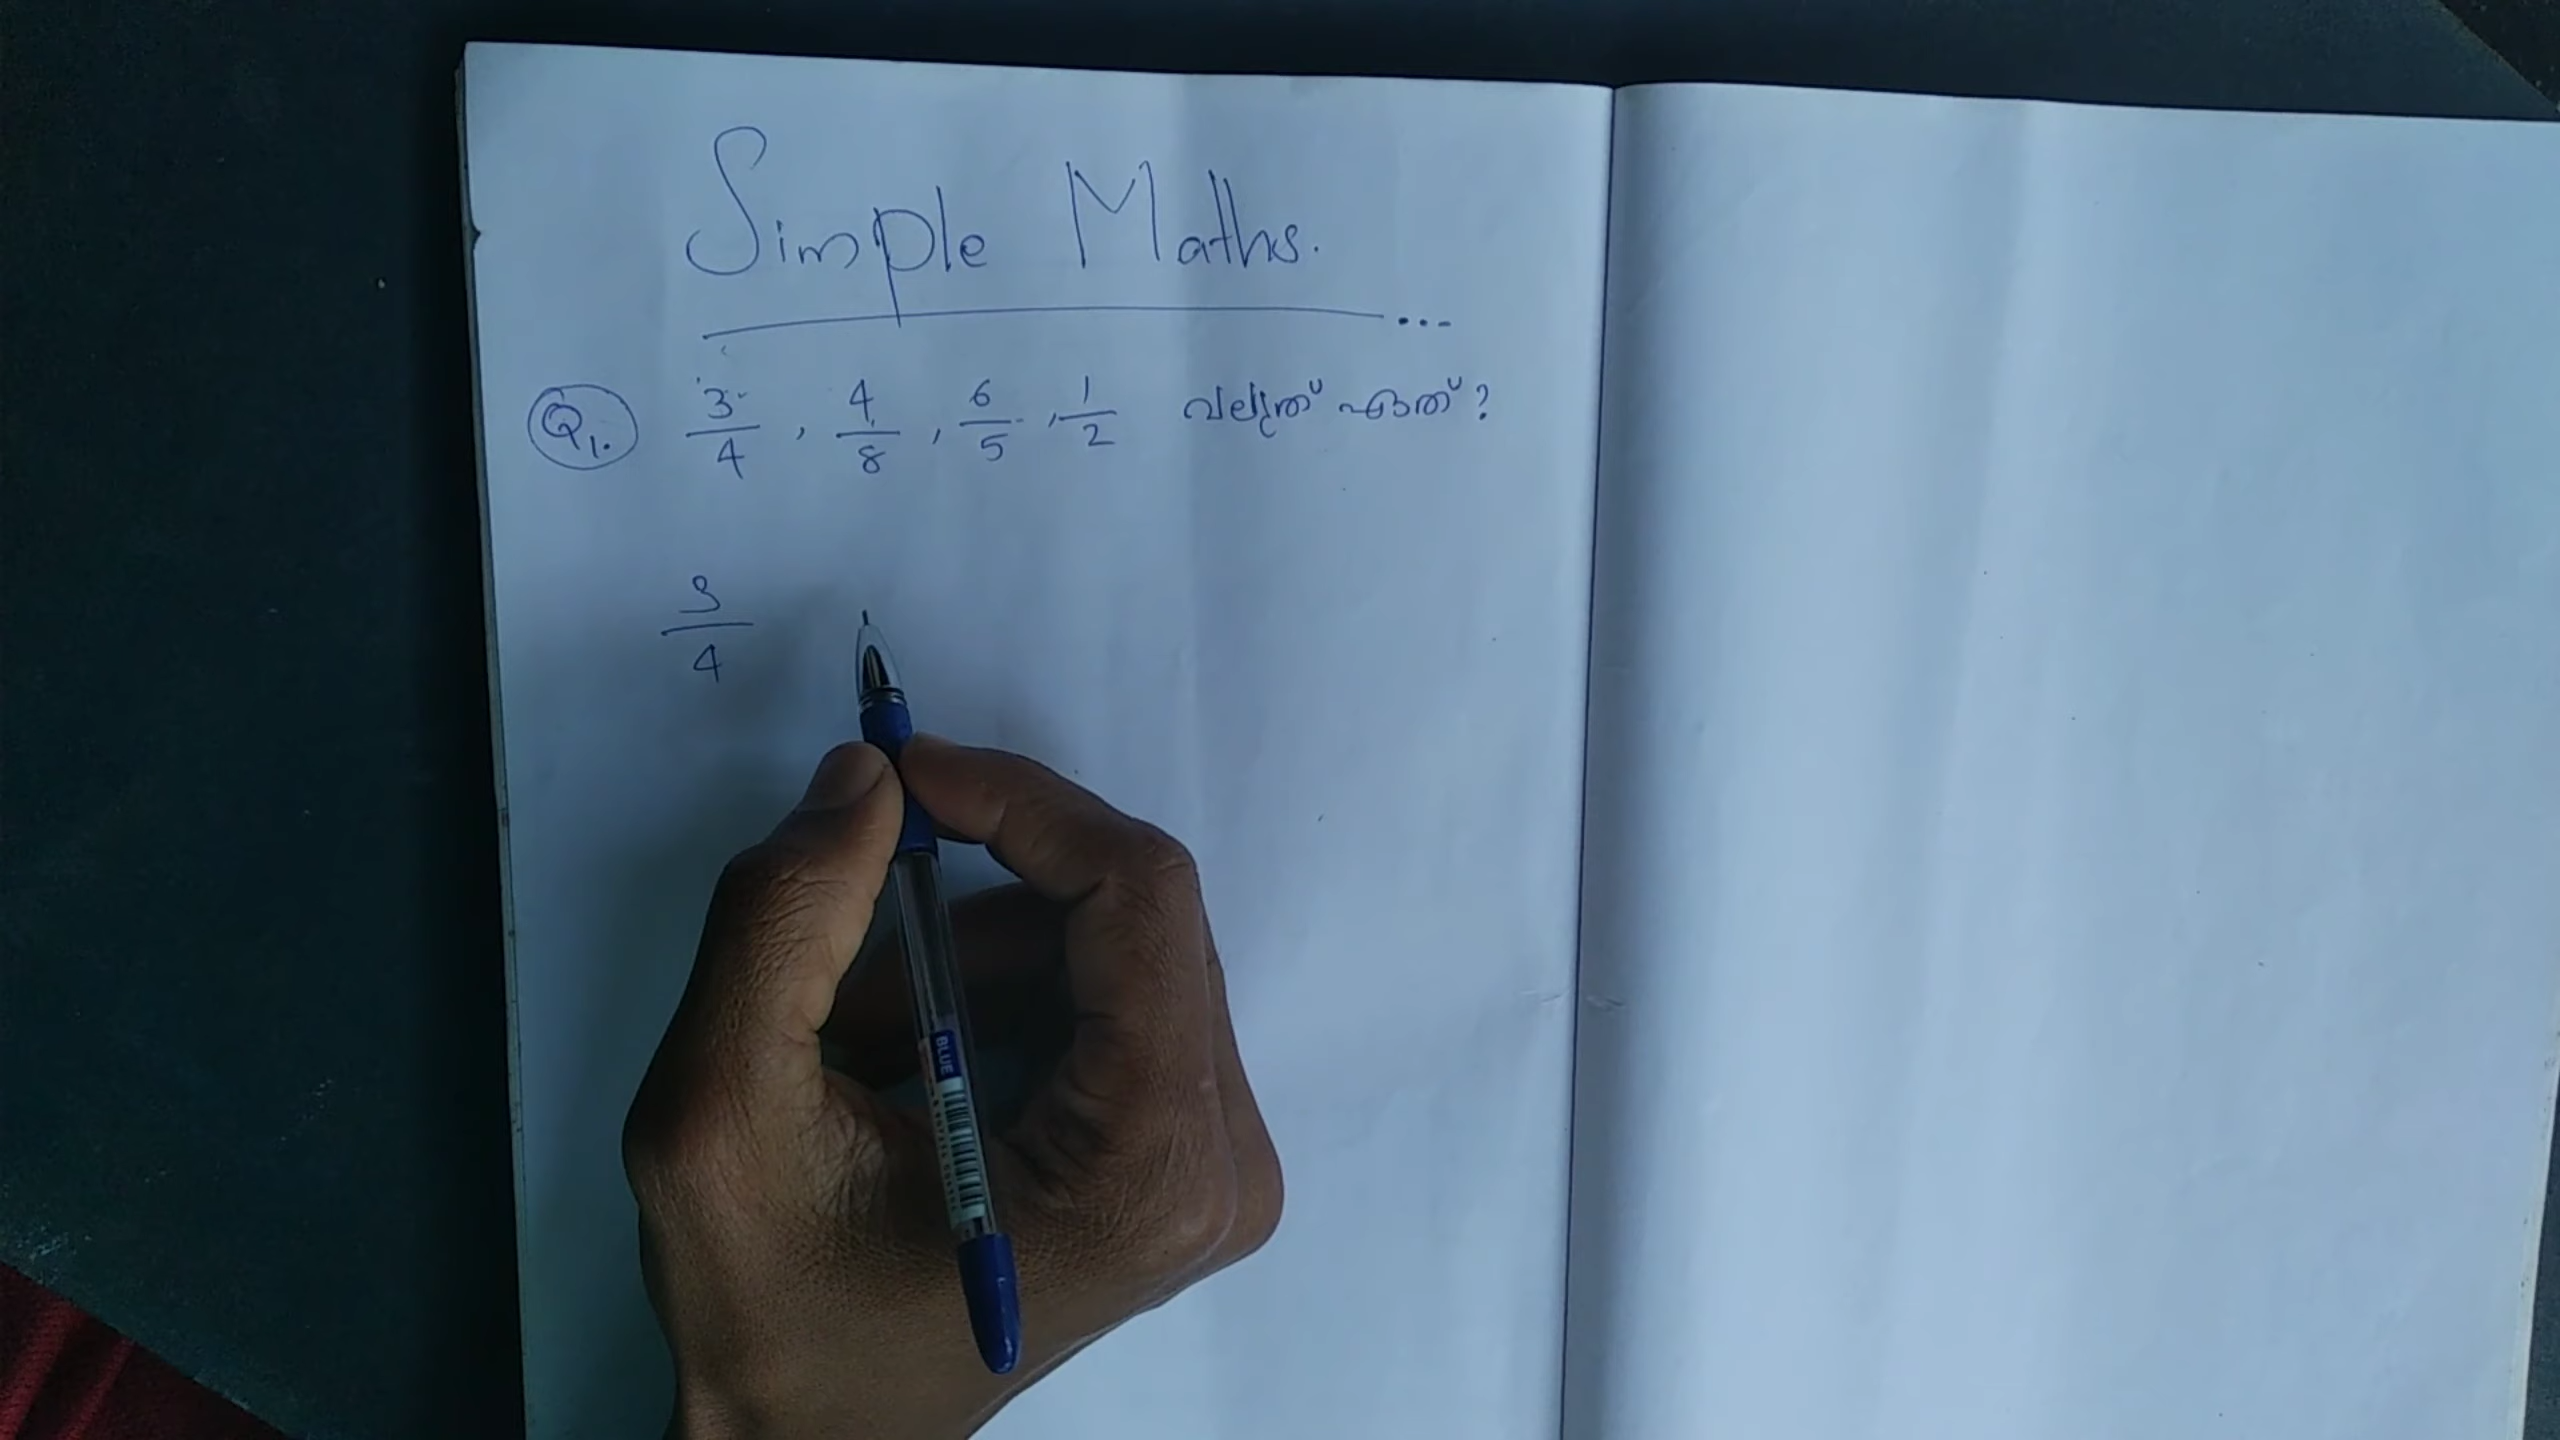 Simple Maths.
Q1. 3/4, 4/8, 6/5, 1/2 വലുത് ഏത്?
3/4
BLUE